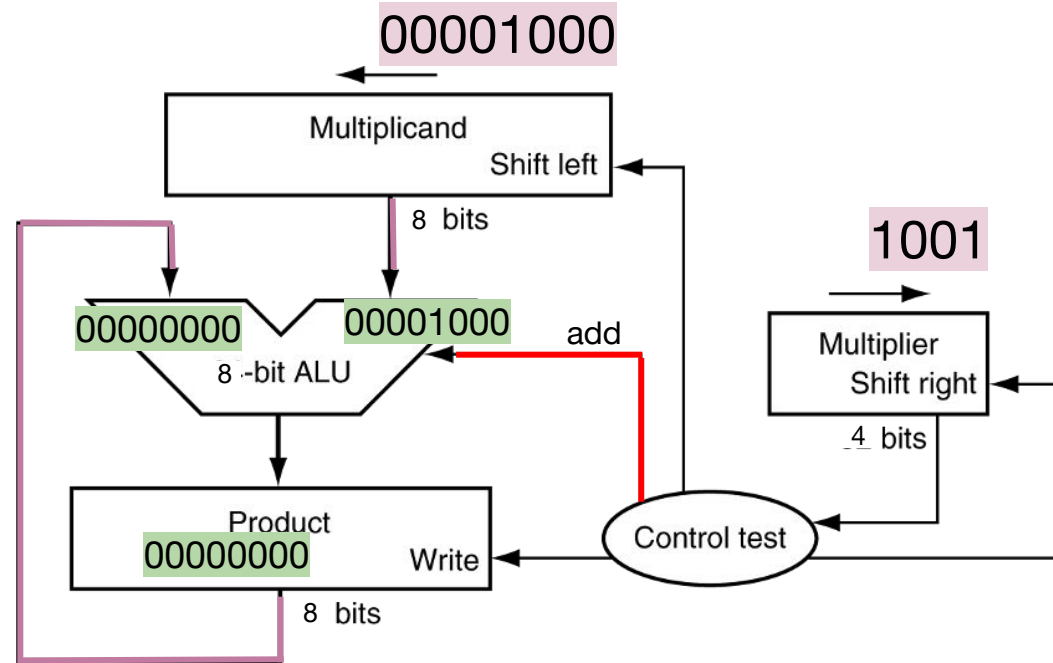 00001000
Multiplicand
Shift left
8 bits
1001
00000000
00001000
add
8 -bit ALU
Multiplier
Shift right
4 bits
Product
00000000
Write
Control test
8 bits